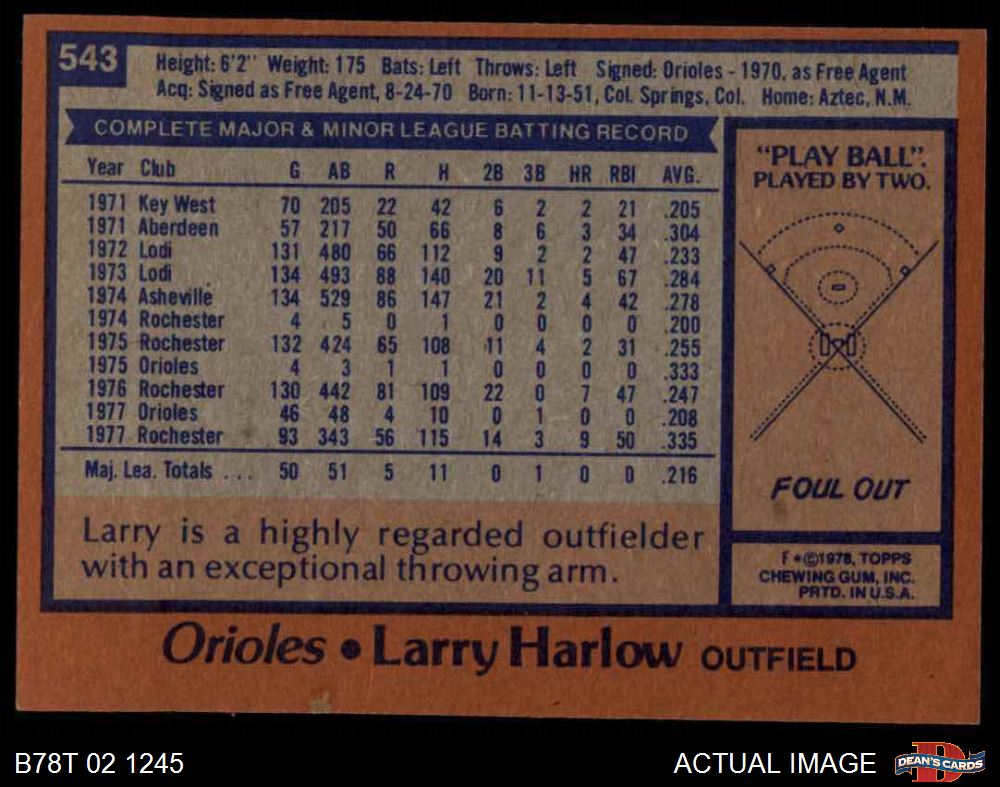 543
Height: 6'2" Weight: 175 Bats: Left Throws: Left Signed: Orioles - 1970, as Free Agent
Acq: Signed as Free Agent, 8-24-70 Born: 11-13-51, Col. Springs, Col. Home: Aztec, N.M.
COMPLETE MAJOR & MINOR LEAGUE BATTING RECORD
Year Club G AB R H 2B 3B HR RBI AVG.
1971 Key West 70 205 22 42 6 2 2 21 .205
1971 Aberdeen 57 217 50 66 8 6 3 34 .304
1972 Lodi 131 480 66 112 9 2 2 47 .233
1973 Lodi 134 493 88 140 20 11 5 67 .284
1974 Asheville 134 529 86 147 21 2 4 42 .278
1974 Rochester 4 5 0 1 0 0 0 0 .200
1975 Rochester 132 424 65 108 11 4 2 31 .255
1975 Orioles 4 3 1 1 0 0 0 0 .333
1976 Rochester 130 442 81 109 22 0 7 47 .247
1977 Orioles 46 48 4 10 0 1 0 0 .208
1977 Rochester 93 343 56 115 14 3 9 50 .335
Maj. Lea. Totals ... 50 51 5 11 0 1 0 0 .216
Larry is a highly regarded outfielder
with an exceptional throwing arm.
"PLAY BALL".
PLAYED BY TWO.
FOUL OUT
F*©1978, TOPPS
CHEWING GUM, INC.
PRTD. IN U.S.A.
Orioles • Larry Harlow OUTFIELD
B78T 02 1245
ACTUAL IMAGE
DEAN'S CARDS